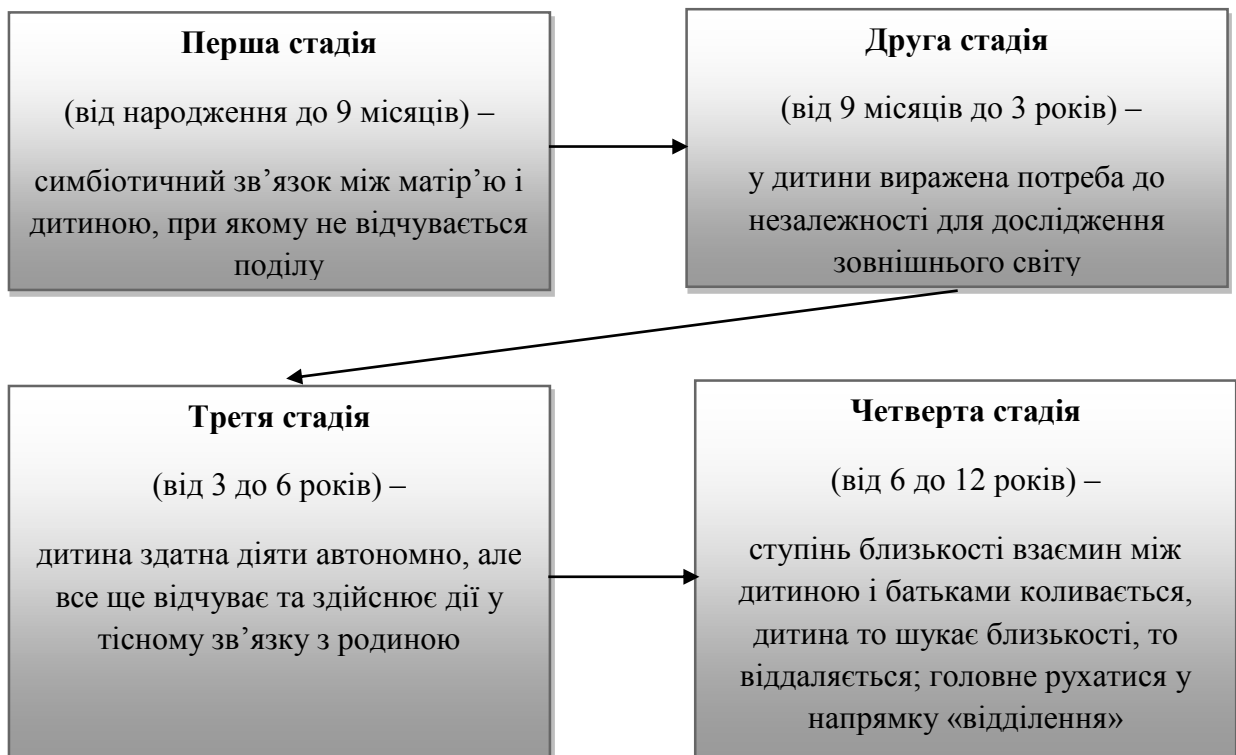 Перша стадія
(від народження до 9 місяців) –
симбіотичний зв’язок між матір’ю і
дитиною, при якому не відчувається
поділу
Друга стадія
(від 9 місяців до 3 років) –
у дитини виражена потреба до
незалежності для дослідження
зовнішнього світу
Третя стадія
(від 3 до 6 років) –
дитина здатна діяти автономно, але
все ще відчуває та здійснює дії у
тісному зв’язку з родиною
Четверта стадія
(від 6 до 12 років) –
ступінь близькості взаємин між
дитиною і батьками коливається,
дитина то шукає близькості, то
віддаляється; головне рухатися у
напрямку «відділення»